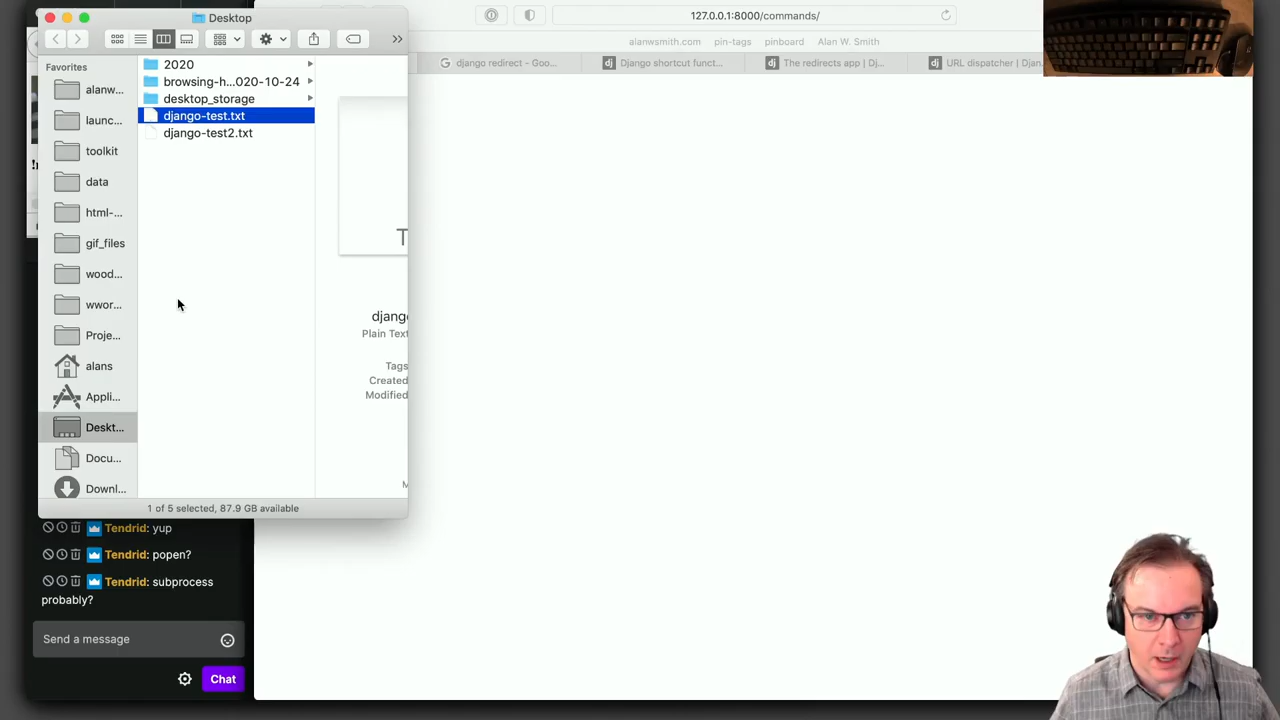 Desktop
127.0.0.1:8000/commands/
alanwsmith.com
pin-tags
pinboard
Alan W. Smith
django redirect - Goo...
Django shortcut funct...
The redirects app | Dj...
URL dispatcher | Djan
Favorites
alanw...
launc...
toolkit
data
html-...
gif_files
wood...
wwor...
Proje...
alans
Appli...
Deskt...
Docu...
Downl...
2020
browsing-h...020-10-24
desktop_storage
django-test.txt
django-test2.txt
T
django
Plain Tex
Tags
Created
Modified
1 of 5 selected, 87.9 GB available
Tendrid: yup
Tendrid: popen?
Tendrid: subprocess
probably?
Send a message
Chat